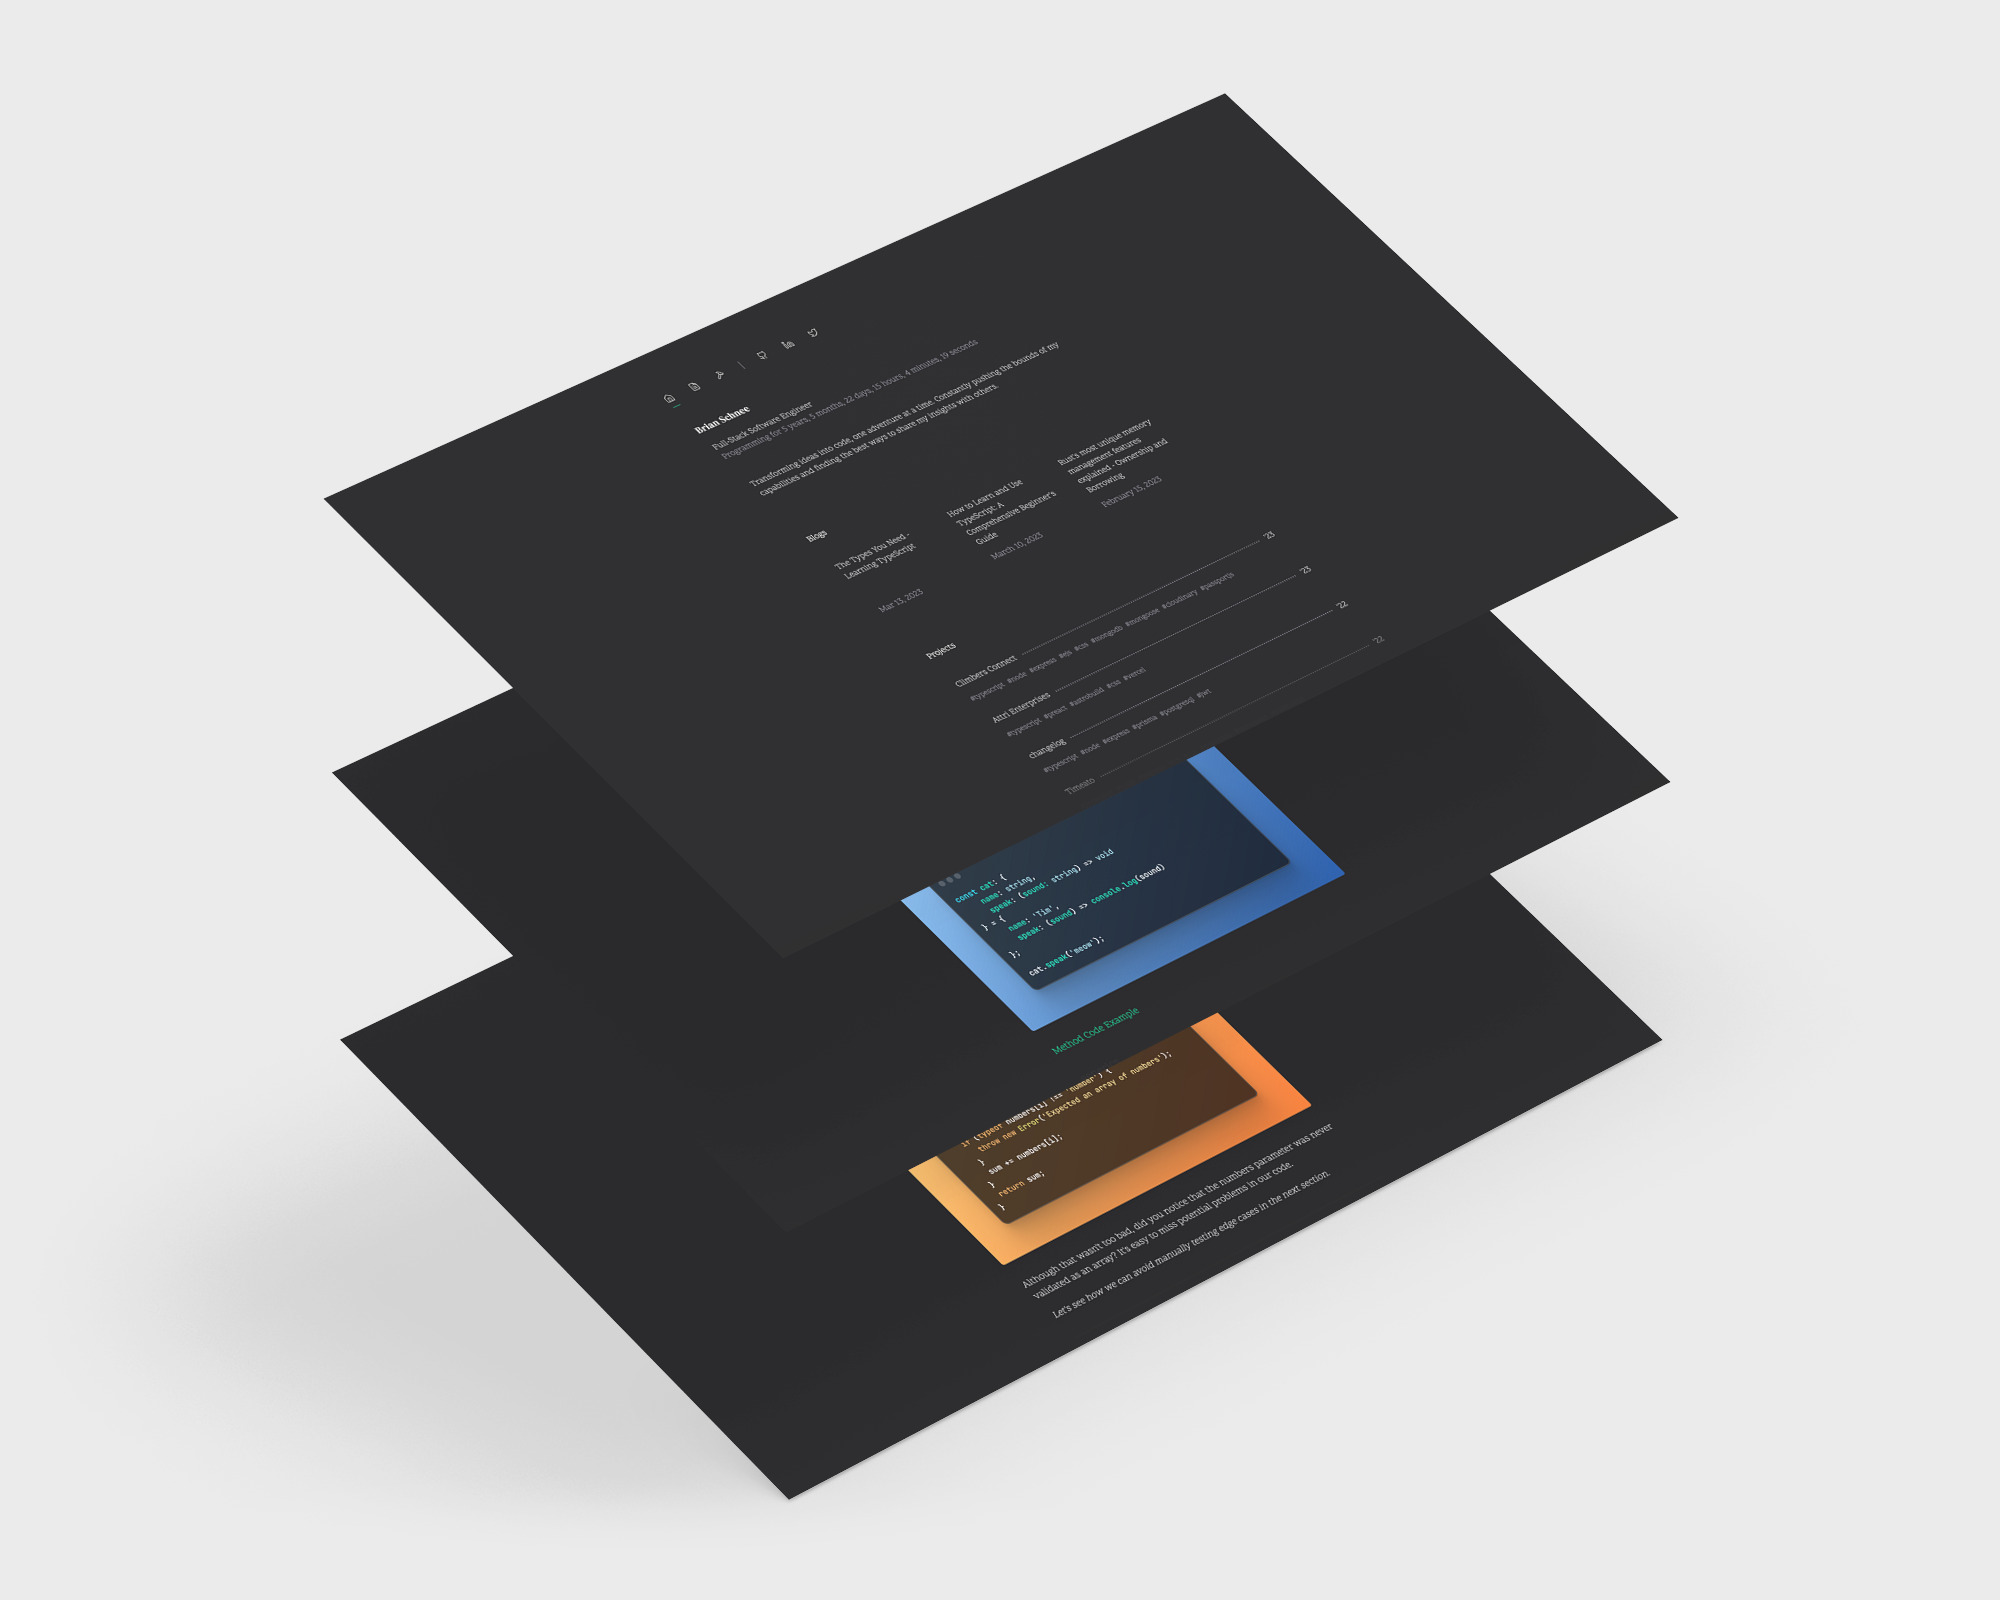 Brian Schnee
Full-Stack Software Engineer
Programming for 5 years, 5 months, 22 days, 15 hours, 4 minutes, 19 seconds
Transforming ideas into code, one adventure at a time. Constantly pushing the bounds of my
capabilities and finding the best ways to share my insights with others.
Blogs
The Types You Need -
Learning TypeScript
Mar 13, 2023
How to Learn and Use
TypeScript: A
Comprehensive Beginner's
Guide
March 10, 2023
Rust's most unique memory
management features
explained - Ownership and
Borrowing
February 15, 2023
Projects
Climbers Connect '23
#typescript #node #express #ejs #css #mongodb #mongoose #cloudinary #passportjs
Attri Enterprises '23
#typescript #preact #astrobuild #css #vercel
changelog '22
#typescript #node #express #prisma #postgresql #jwt
Timeato '22
const cat: {
name: string,
speak: (sound: string) => void
} = {
name: 'Tim',
speak: (sound) => console.log(sound)
};
cat.speak('meow');
Method Code Example
if (typeof numbers[i] !== 'number') {
throw new Error('Expected an array of numbers');
}
sum += numbers[i];
}
return sum;
}
Although that wasn't too bad, did you notice that the numbers parameter was never
validated as an array? It's easy to miss potential problems in our code.
Let's see how we can avoid manually testing edge cases in the next section.